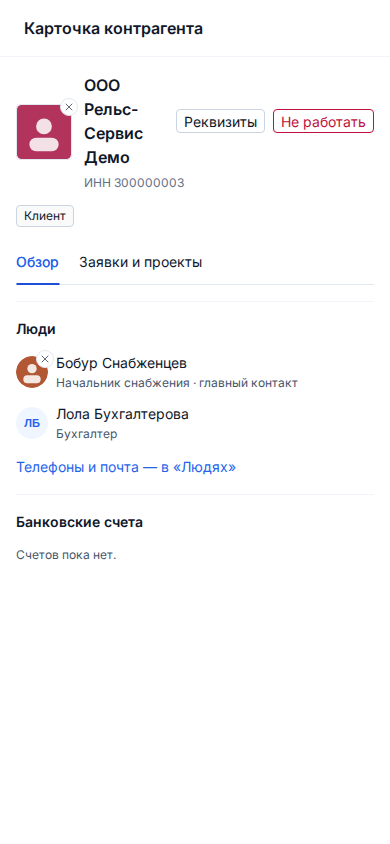 Карточка контрагента
ООО
Рельс-
Сервис
Демо
ИНН 300000003
Реквизиты
Не работать
Клиент
Обзор
Заявки и проекты
Люди
Бобур Снабженцев
Начальник снабжения · главный контакт
ЛБ
Лола Бухгалтерова
Бухгалтер
Телефоны и почта — в «Людях»
Банковские счета
Счетов пока нет.